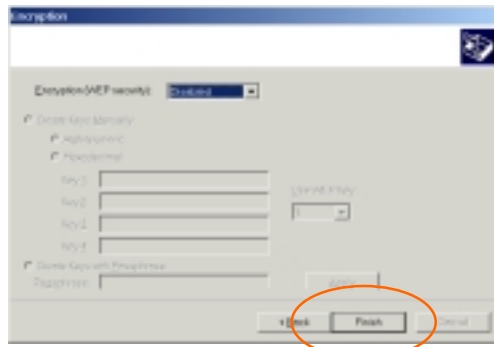 Encryption
Encryption (WEP security): Disabled
Create Keys Manually
Alphanumeric
Hexadecimal
Key 1
Key 2
Key 3
Key 4
Create Keys with Passphrase
Passphrase:
Apply
< Back
Finish
Cancel